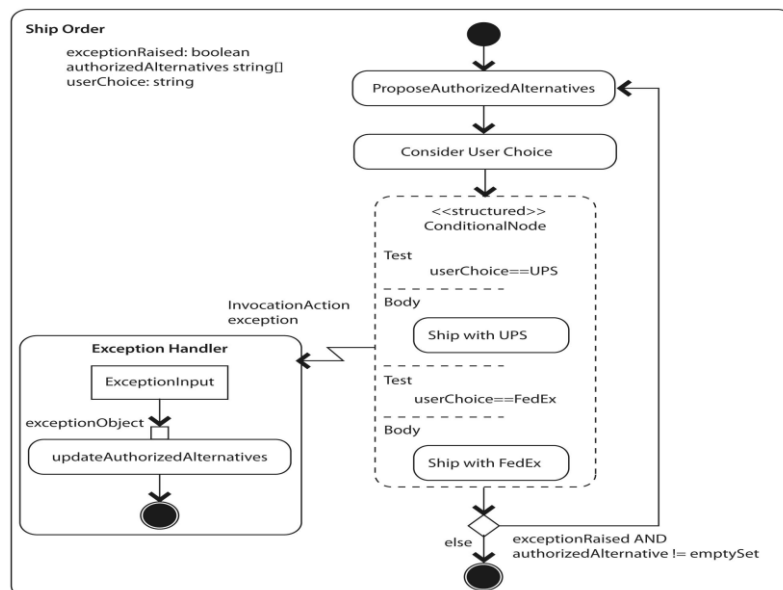 Ship Order
exceptionRaised: boolean
authorizedAlternatives string[]
userChoice: string
ProposeAuthorizedAlternatives
Consider User Choice
<<structured>>
ConditionalNode
Test
userChoice==UPS
Body
Ship with UPS
Test
userChoice==FedEx
Body
Ship with FedEx
InvocationAction
exception
Exception Handler
ExceptionInput
exceptionObject
updateAuthorizedAlternatives
else
exceptionRaised AND
authorizedAlternative != emptySet